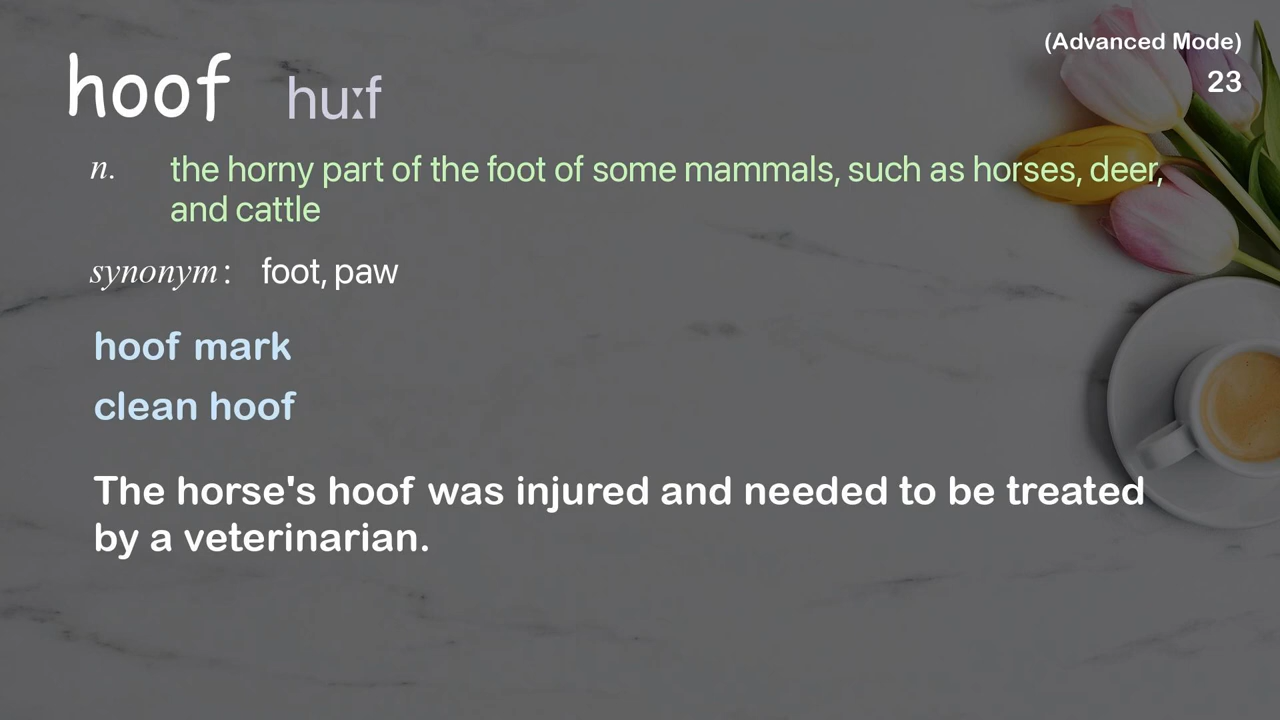 (Advanced Mode)
hoof huːf
23
n. the horny part of the foot of some mammals, such as horses, deer,
and cattle
synonym: foot, paw
hoof mark
clean hoof
The horse's hoof was injured and needed to be treated
by a veterinarian.